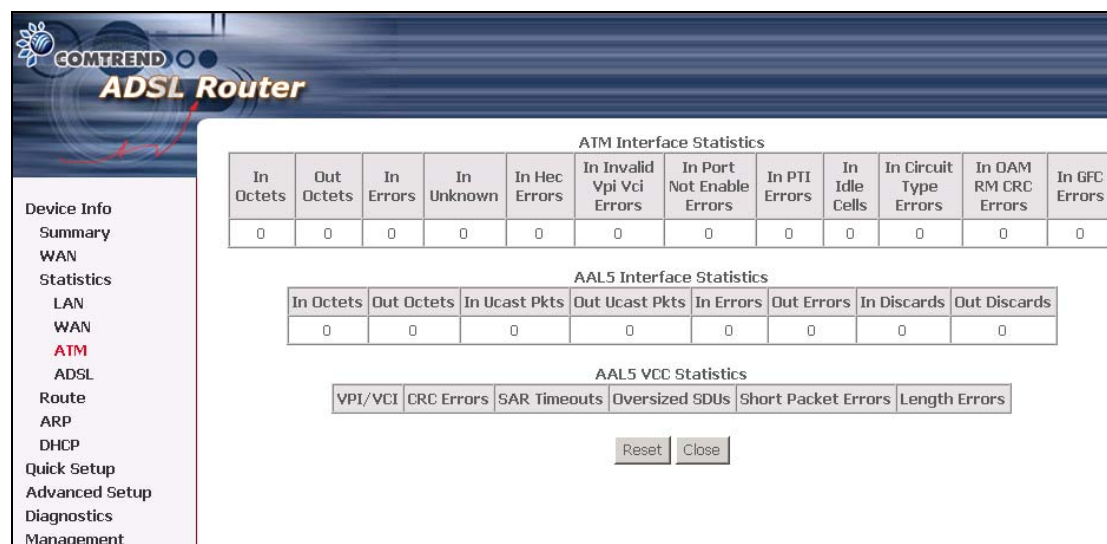 COMTREND
ADSL Router
Device Info
Summary
WAN
Statistics
LAN
WAN
ATM
ADSL
Route
ARP
DHCP
Quick Setup
Advanced Setup
Diagnostics
Management
ATM Interface Statistics
In Octets Out Octets In Errors In Unknown In Hec Errors In Invalid Vpi Vci Errors In Port Not Enable Errors In PTI Errors In Idle Cells In Circuit Type Errors In OAM RM CRC Errors In GFC Errors
0 0 0 0 0 0 0 0 0 0 0 0
AAL5 Interface Statistics
In Octets Out Octets In Ucast Pkts Out Ucast Pkts In Errors Out Errors In Discards Out Discards
0 0 0 0 0 0 0 0
AAL5 VCC Statistics
VPI/VCI CRC Errors SAR Timeouts Oversized SDUs Short Packet Errors Length Errors
Reset Close